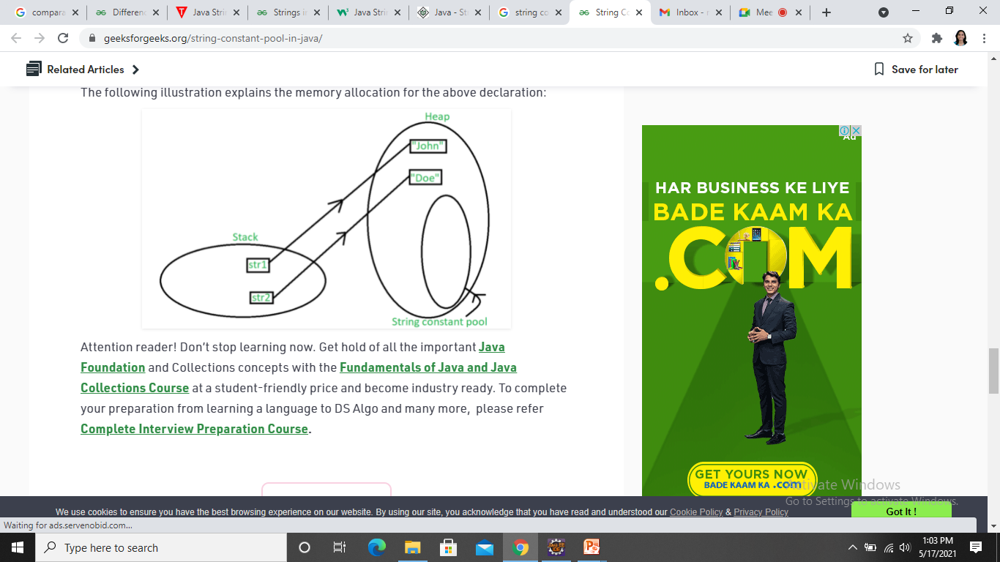 compara
Differen
Java Stri
Strings i
Java Stri
Java - St
string co
String Co
Inbox - r
Mee
geeksforgeeks.org/string-constant-pool-in-java/
Related Articles
Save for later
The following illustration explains the memory allocation for the above declaration:
Heap
"John"
"Doe"
Stack
str1
str2
String constant pool
Attention reader! Don't stop learning now. Get hold of all the important Java
Foundation and Collections concepts with the Fundamentals of Java and Java
Collections Course at a student-friendly price and become industry ready. To complete
your preparation from learning a language to DS Algo and many more,  please refer
Complete Interview Preparation Course.
Ad
HAR BUSINESS KE LIYE
BADE KAAM KA
.COM
GET YOURS NOW
BADE KAAM KA .COM
Activate Windows
Go to Settings to activate Windows.
We use cookies to ensure you have the best browsing experience on our website. By using our site, you acknowledge that you have read and understood our Cookie Policy & Privacy Policy
Got It !
Waiting for ads.servenobid.com...
Type here to search
1:03 PM
5/17/2021